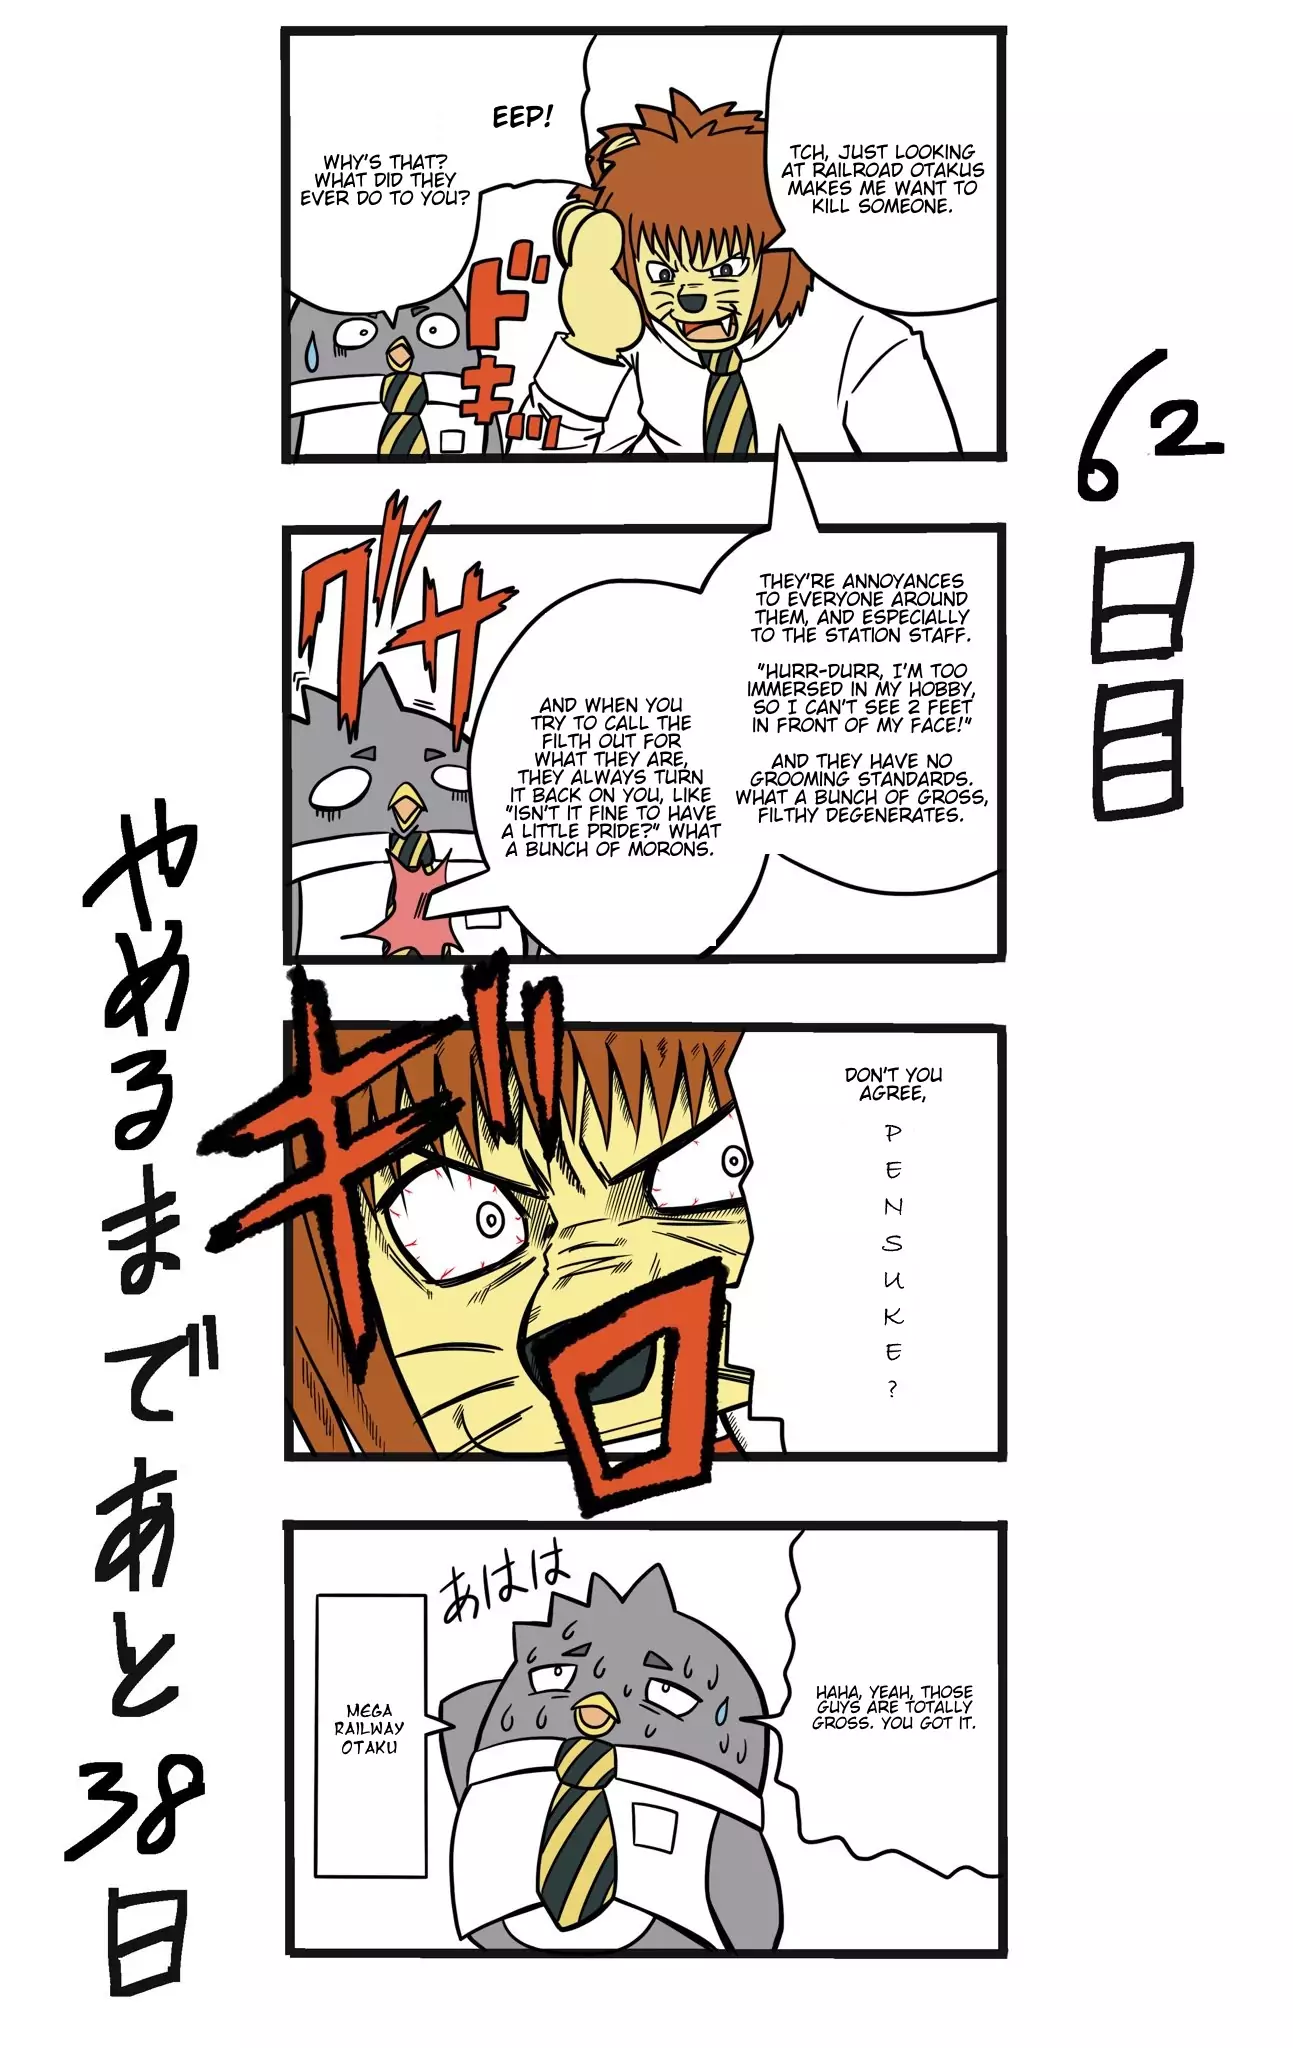 62
日
目
TCH, JUST LOOKING
AT RAILROAD OTAKUS
MAKES ME WANT TO
KILL SOMEONE.
EEP!
WHY'S THAT?
WHAT DID THEY
EVER DO TO YOU?
ドキッ
THEY'RE ANNOYANCES
TO EVERYONE AROUND
THEM, AND ESPECIALLY
TO THE STATION STAFF.
"HURR-DURR, I'M TOO
IMMERSED IN MY HOBBY,
SO I CAN'T SEE 2 FEET
IN FRONT OF MY FACE!"
AND THEY HAVE NO
GROOMING STANDARDS.
WHAT A BUNCH OF GROSS,
FILTHY DEGENERATES.
AND WHEN YOU
TRY TO CALL THE
FILTH OUT FOR
WHAT THEY ARE,
THEY ALWAYS TURN
IT BACK ON YOU, LIKE
"ISN'T IT FINE TO HAVE
A LITTLE PRIDE?" WHAT
A BUNCH OF MORONS.
グサッ
DON'T YOU
AGREE,
P
E
N
S
U
K
E
?
ギロッ
HAHA, YEAH, THOSE
GUYS ARE TOTALLY
GROSS. YOU GOT IT.
あはは
MEGA
RAILWAY
OTAKU
やめるまであと
38
日